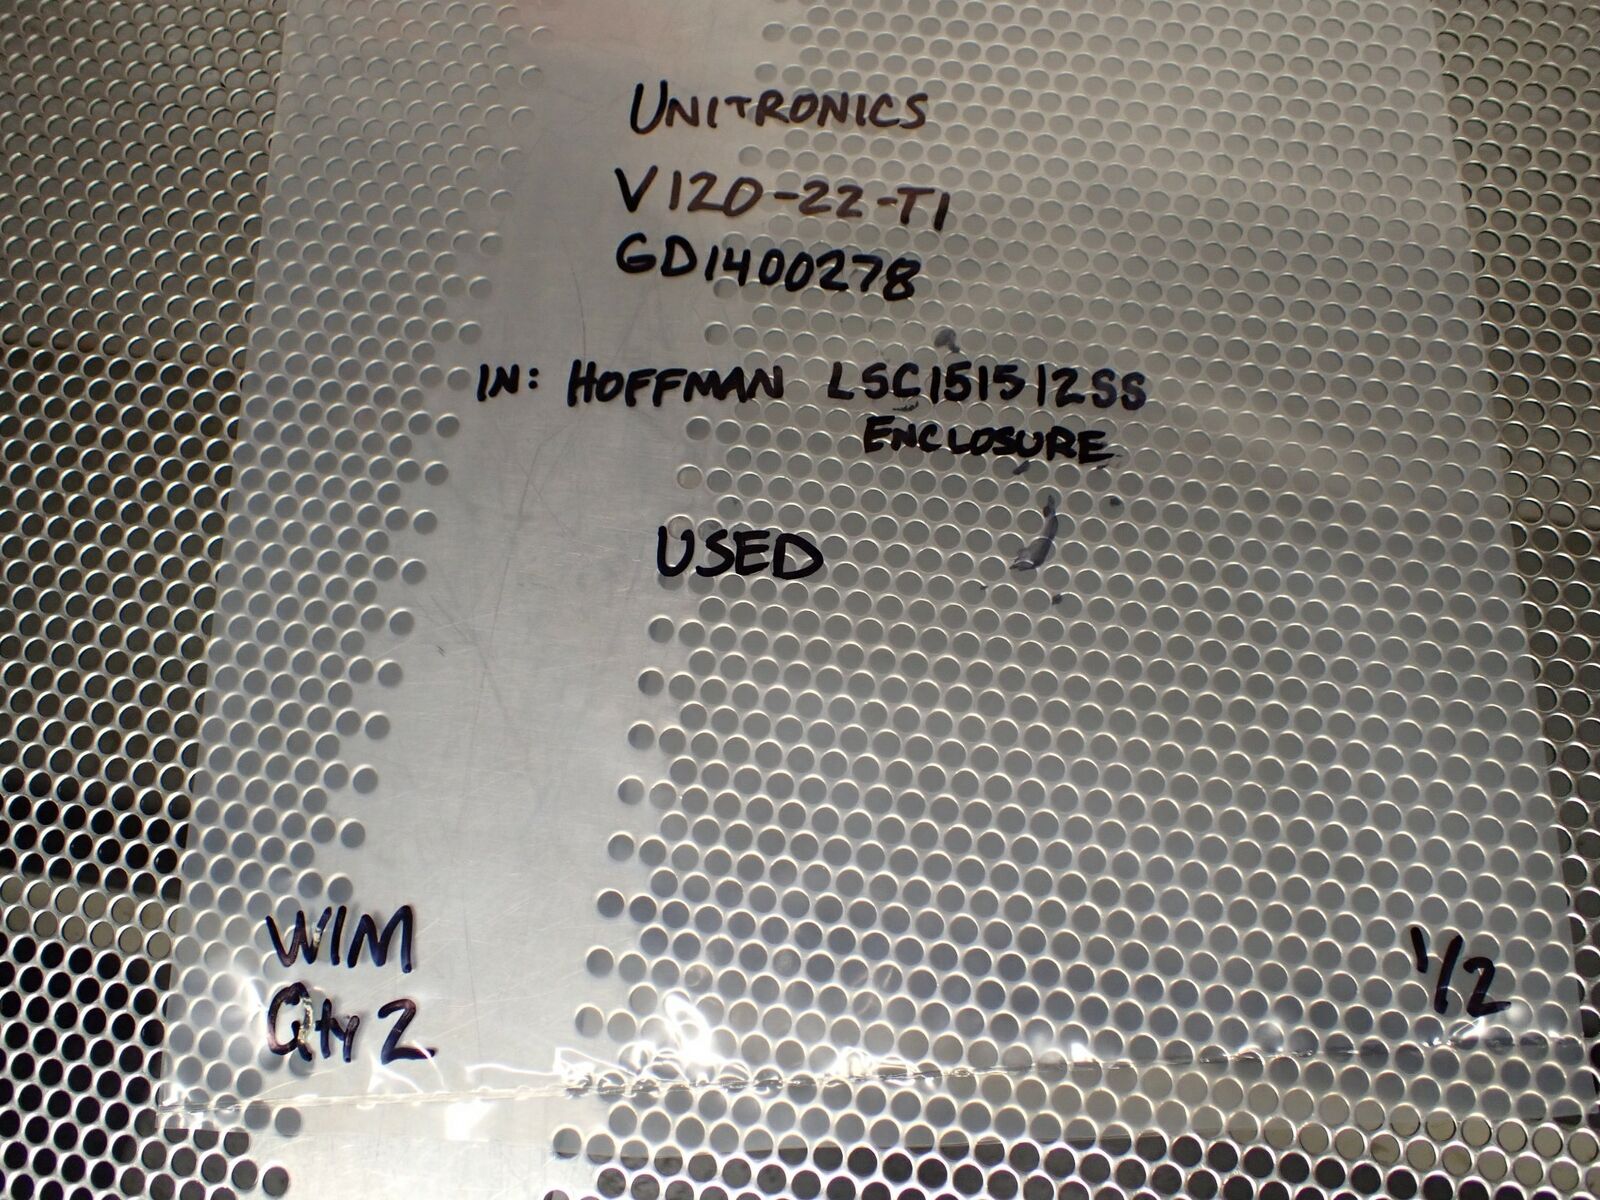 UNITRONICS
V120-22-T1
GD1400278
IN: HOFFMAN LSC151512SS
ENCLOSURE
USED
WIM
Qty 2
1/2